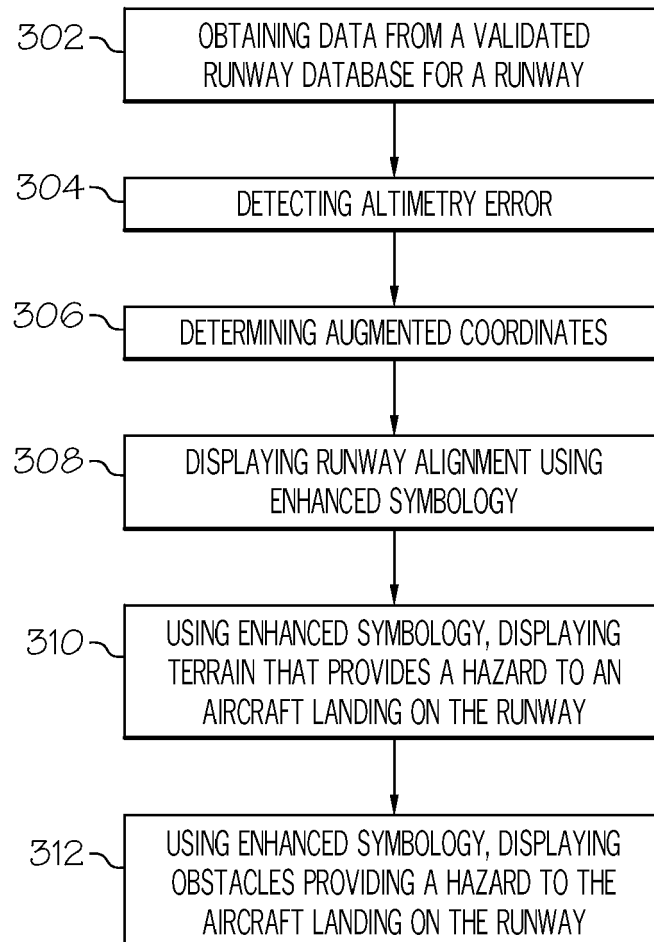 302
OBTAINING DATA FROM A VALIDATED
RUNWAY DATABASE FOR A RUNWAY
304
DETECTING ALTIMETRY ERROR
306
DETERMINING AUGMENTED COORDINATES
308
DISPLAYING RUNWAY ALIGNMENT USING
ENHANCED SYMBOLOGY
310
USING ENHANCED SYMBOLOGY, DISPLAYING
TERRAIN THAT PROVIDES A HAZARD TO AN
AIRCRAFT LANDING ON THE RUNWAY
312
USING ENHANCED SYMBOLOGY, DISPLAYING
OBSTACLES PROVIDING A HAZARD TO THE
AIRCRAFT LANDING ON THE RUNWAY